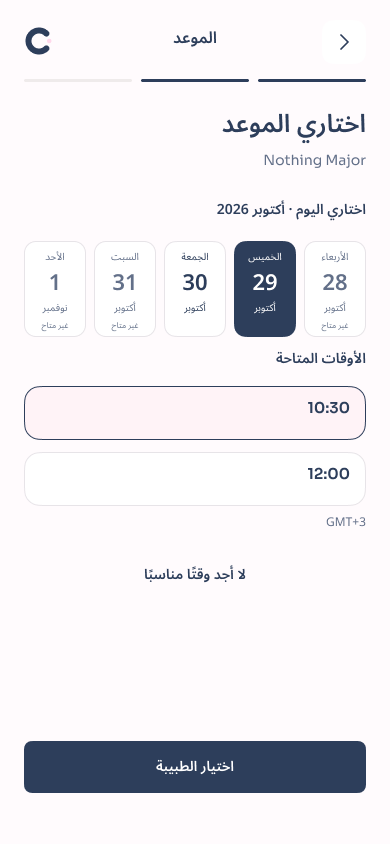 الموعد
اختاري الموعد
Nothing Major
اختاري اليوم · أكتوبر 2026
الأربعاء
28
أكتوبر
غير متاح
الخميس
29
أكتوبر
الجمعة
30
أكتوبر
السبت
31
أكتوبر
غير متاح
الأحد
1
نوفمبر
غير متاح
الأوقات المتاحة
10:30
12:00
GMT+3
لا أجد وقتًا مناسبًا
اختيار الطبيبة